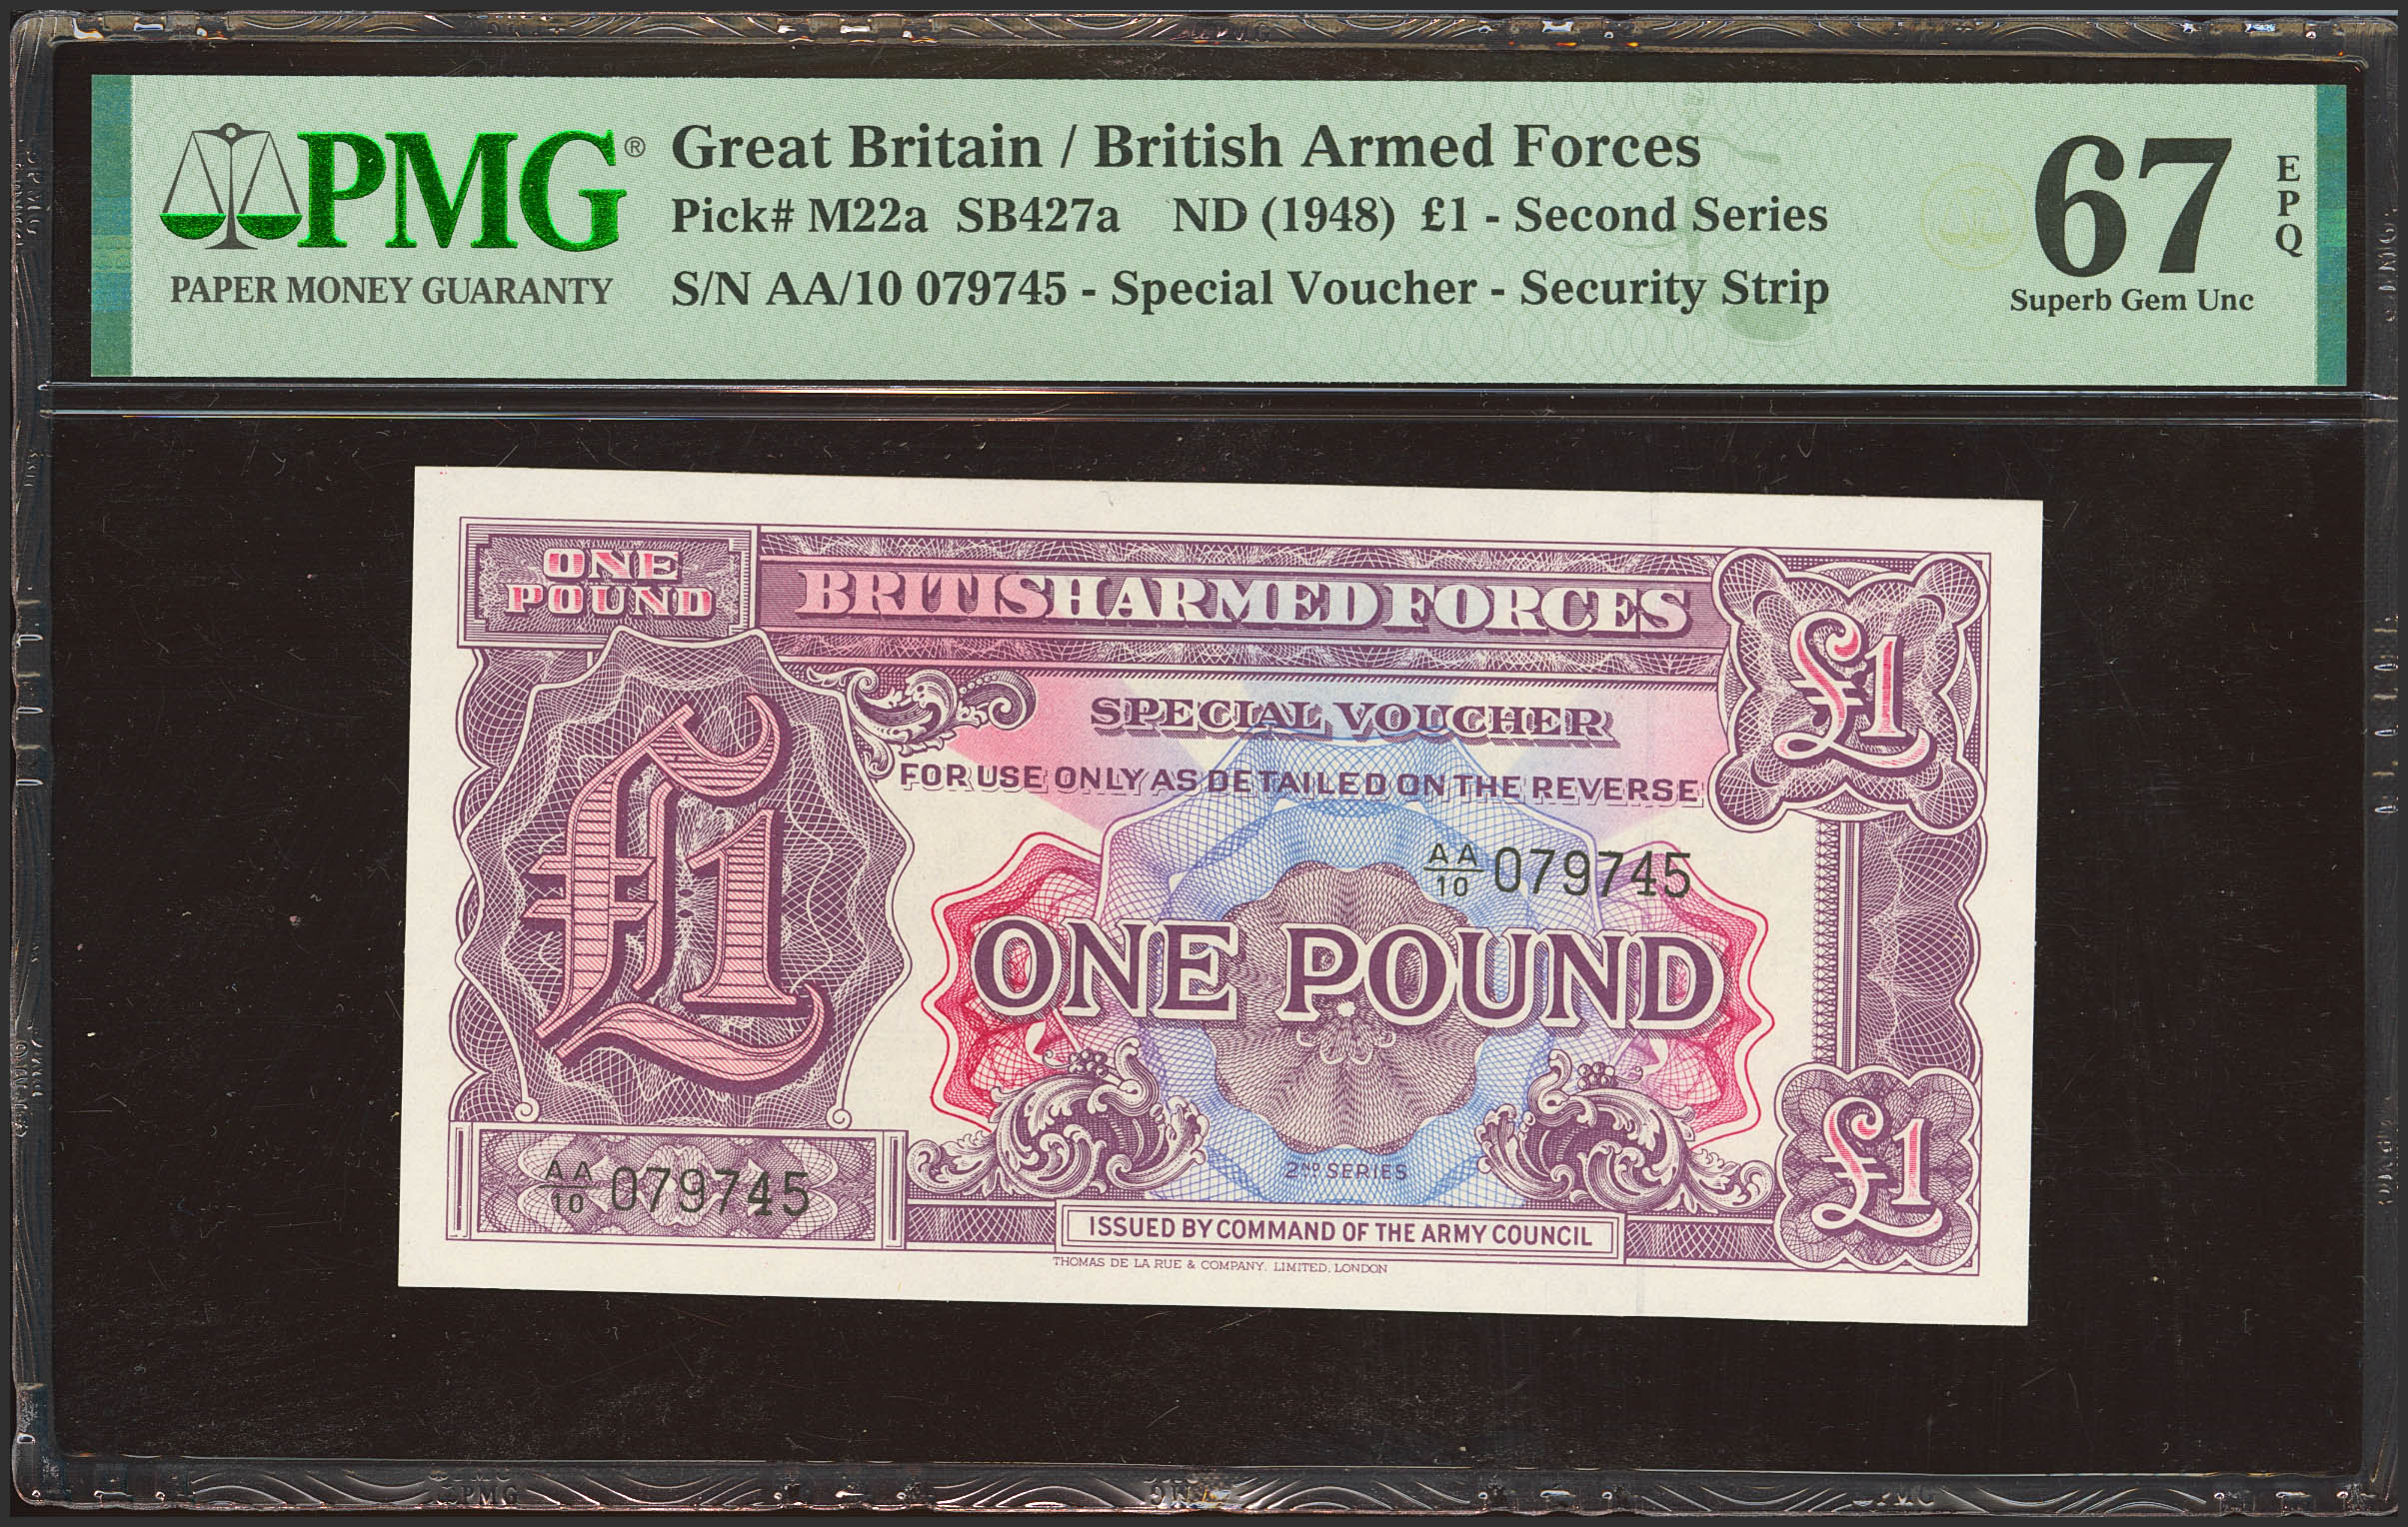 PMG®
PAPER MONEY GUARANTY
Great Britain / British Armed Forces
Pick# M22a SB427a ND (1948) £1 - Second Series
S/N AA/10 079745 - Special Voucher - Security Strip
67
EPQ
Superb Gem Unc
ONE
POUND
BRITISH ARMED FORCES
£1
SPECIAL VOUCHER
FOR USE ONLY AS DETAILED ON THE REVERSE
£1
AA/10 079745
ONE POUND
AA/10 079745
2ND SERIES
£1
ISSUED BY COMMAND OF THE ARMY COUNCIL
THOMAS DE LA RUE & COMPANY, LIMITED, LONDON